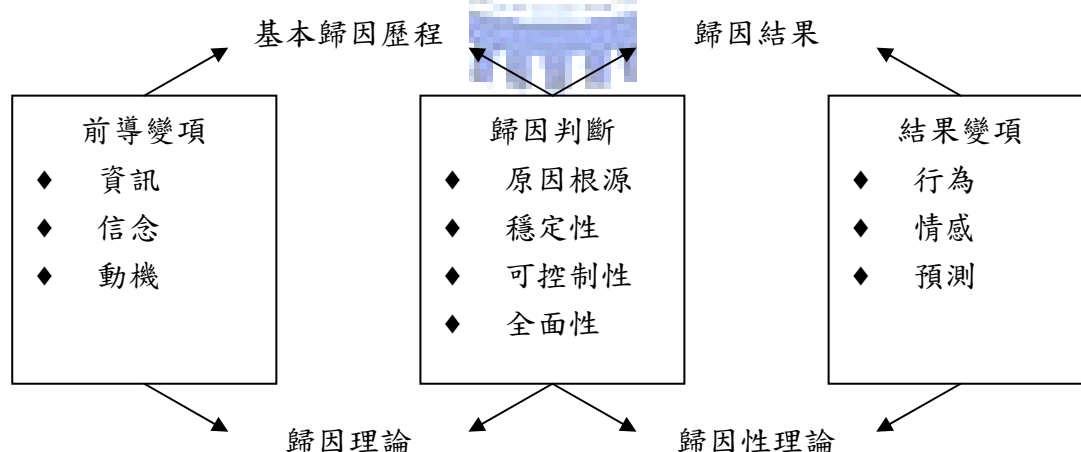 基本歸因歷程
歸因結果
前導變項
♦ 資訊
♦ 信念
♦ 動機
歸因判斷
♦ 原因根源
♦ 穩定性
♦ 可控制性
♦ 全面性
結果變項
♦ 行為
♦ 情感
♦ 預測
歸因理論
歸因性理論